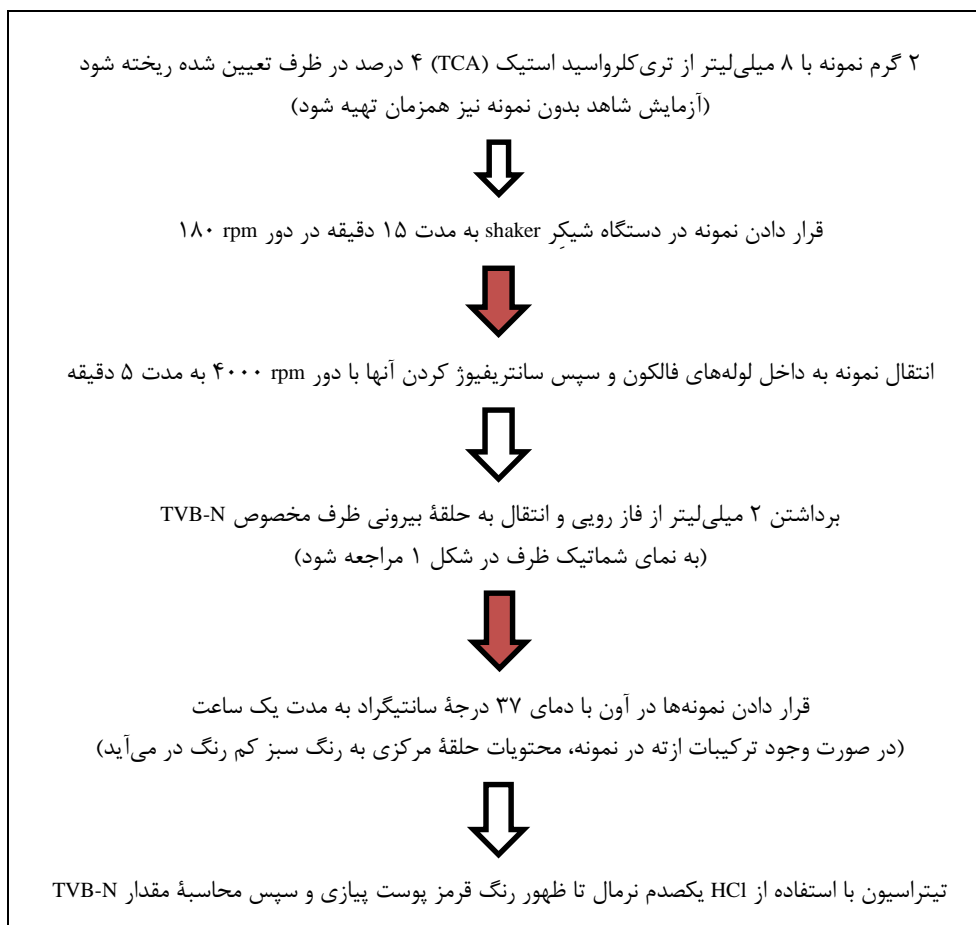 ۲ گرم نمونه با ۸ میلی‌لیتر از تری‌کلرواسید استیک (TCA) ۴ درصد در ظرف تعیین شده ریخته شود
(آزمایش شاهد بدون نمونه نیز همزمان تهیه شود)
قرار دادن نمونه در دستگاه شیکِر shaker به مدت ۱۵ دقیقه در دور ۱۸۰ rpm
انتقال نمونه به داخل لوله‌های فالکون و سپس سانتریفیوژ کردن آنها با دور ۴۰۰۰ rpm به مدت ۵ دقیقه
برداشتن ۲ میلی‌لیتر از فاز رویی و انتقال به حلقۀ بیرونی ظرف مخصوص TVB-N
(به نمای شماتیک ظرف در شکل ۱ مراجعه شود)
قرار دادن نمونه‌ها در آون با دمای ۳۷ درجۀ سانتیگراد به مدت یک ساعت
(در صورت وجود ترکیبات ازته در نمونه، محتویات حلقۀ مرکزی به رنگ سبز کم رنگ در می‌آید)
تیتراسیون با استفاده از HCl یکصدم نرمال تا ظهور رنگ قرمز پوست پیازی و سپس محاسبۀ مقدار TVB-N